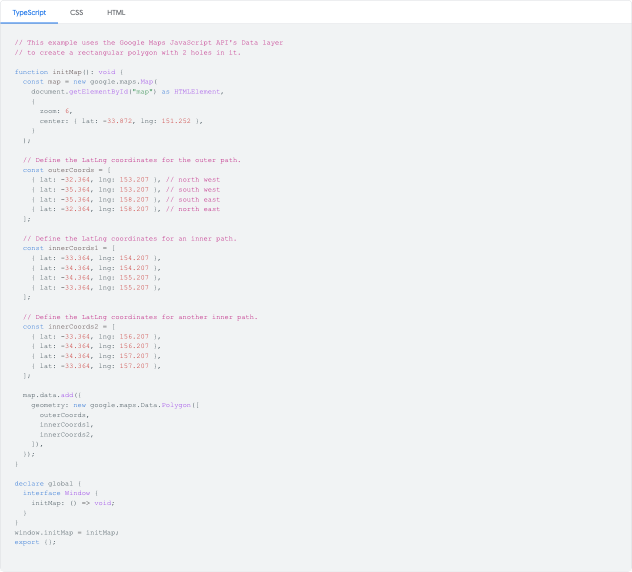 TypeScript CSS HTML
// This example uses the Google Maps JavaScript API's Data layer
// to create a rectangular polygon with 2 holes in it.
function initMap(): void {
  const map = new google.maps.Map(
    document.getElementById("map") as HTMLElement,
    {
      zoom: 6,
      center: { lat: -33.872, lng: 151.252 },
    }
  );
  // Define the LatLng coordinates for the outer path.
  const outerCoords = [
    { lat: -32.364, lng: 153.207 }, // north west
    { lat: -35.364, lng: 153.207 }, // south west
    { lat: -35.364, lng: 158.207 }, // south east
    { lat: -32.364, lng: 158.207 }, // north east
  ];
  // Define the LatLng coordinates for an inner path.
  const innerCoords1 = [
    { lat: -33.364, lng: 154.207 },
    { lat: -34.364, lng: 154.207 },
    { lat: -34.364, lng: 155.207 },
    { lat: -33.364, lng: 155.207 },
  ];
  // Define the LatLng coordinates for another inner path.
  const innerCoords2 = [
    { lat: -33.364, lng: 156.207 },
    { lat: -34.364, lng: 156.207 },
    { lat: -34.364, lng: 157.207 },
    { lat: -33.364, lng: 157.207 },
  ];
  map.data.add({
    geometry: new google.maps.Data.Polygon([
      outerCoords,
      innerCoords1,
      innerCoords2,
    ]),
  });
}
declare global {
  interface Window {
    initMap: () => void;
  }
}
window.initMap = initMap;
export {};